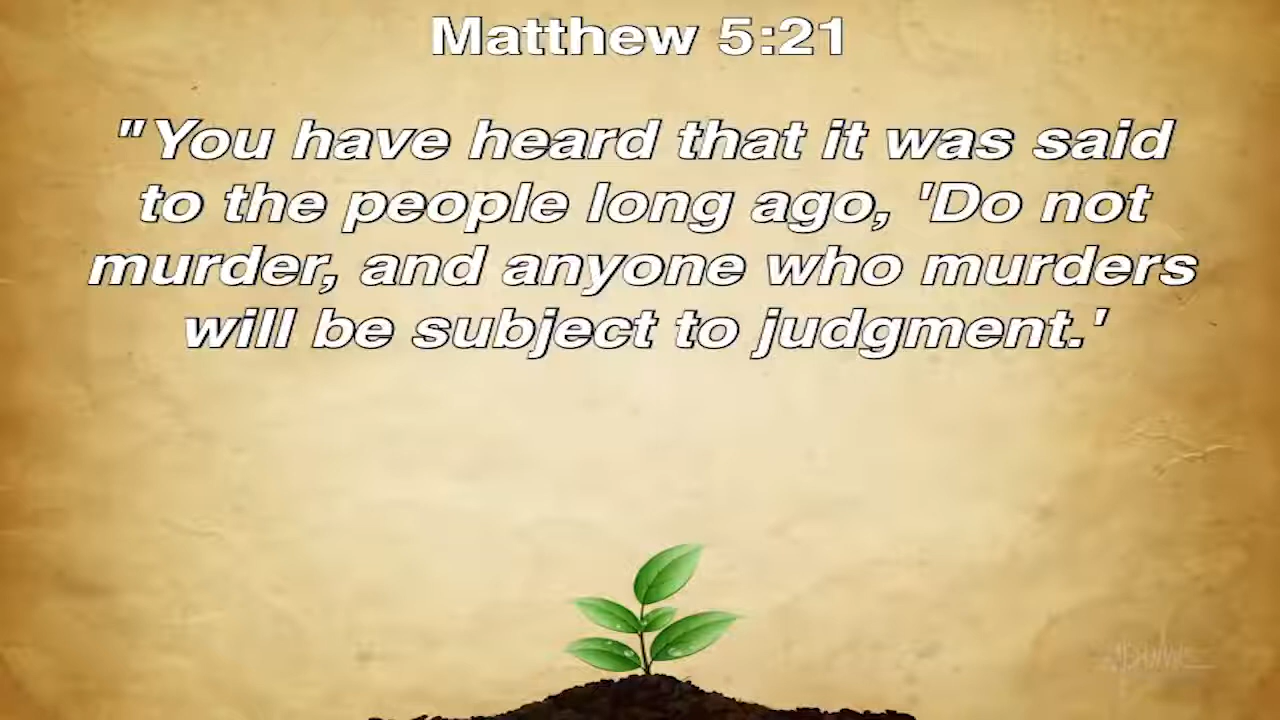 Matthew 5:21
"You have heard that it was said
to the people long ago, 'Do not
murder, and anyone who murders
will be subject to judgment.'